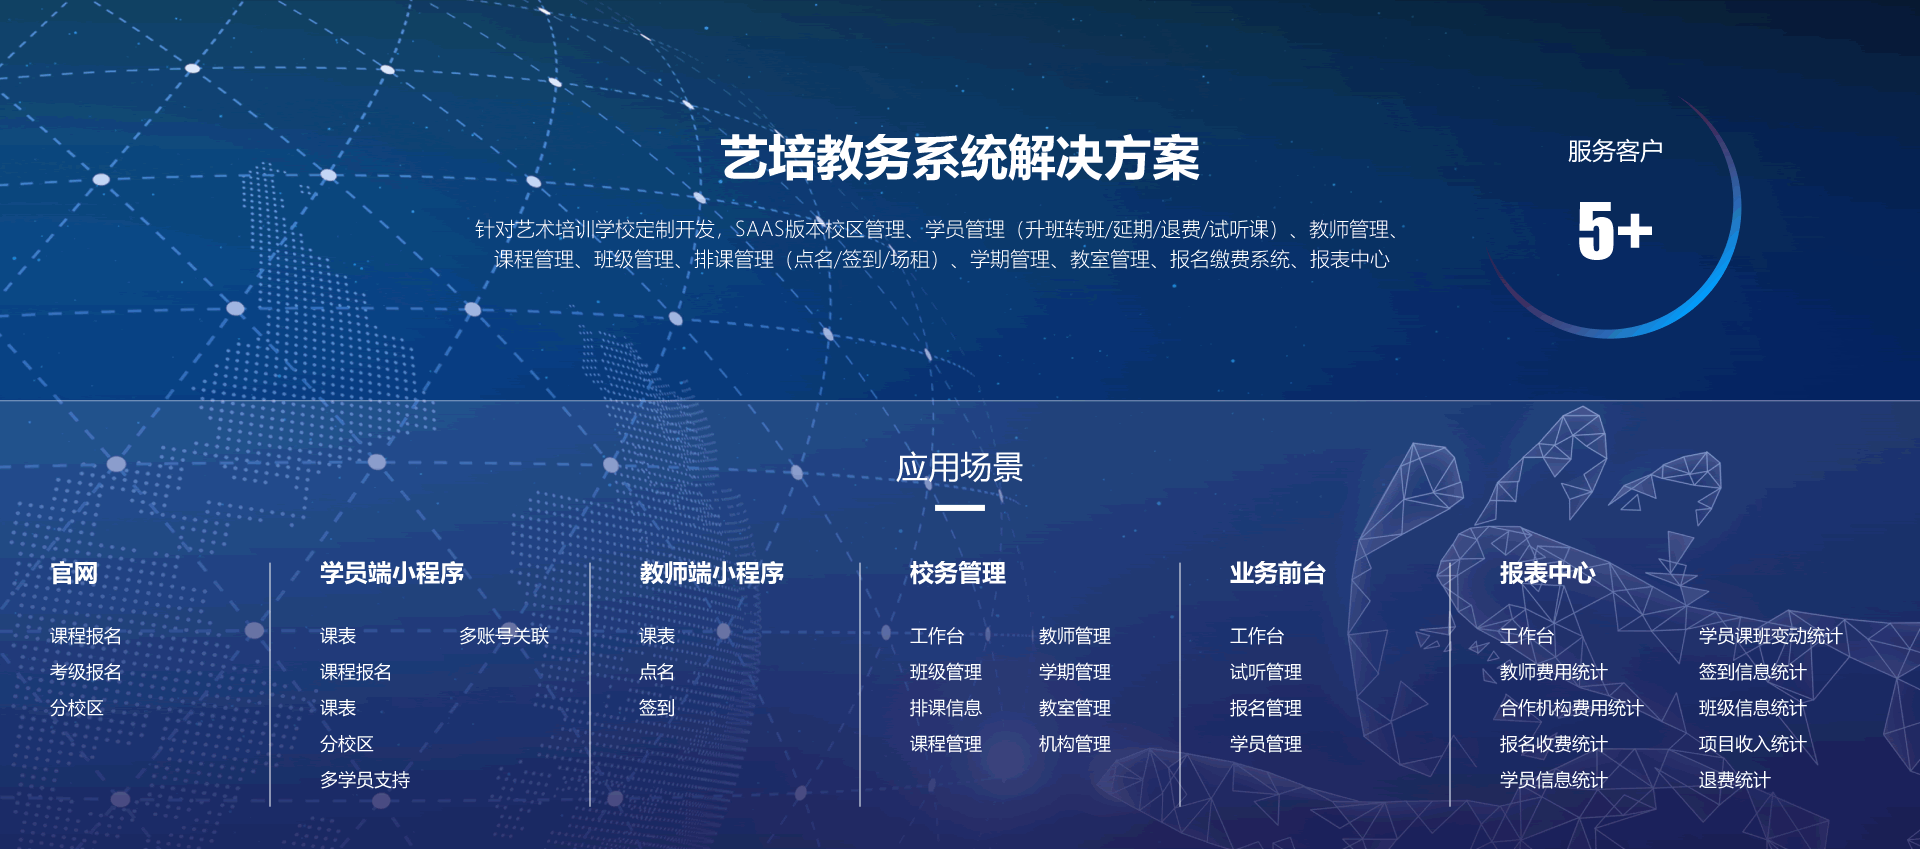 艺培教务系统解决方案
针对艺术培训学校定制开发，SAAS版本校区管理、学员管理（升班转班/延期/退费/试听课）、教师管理、
课程管理、班级管理、排课管理（点名/签到/场租）、学期管理、教室管理、报名缴费系统、报表中心
服务客户
5+
应用场景
官网
课程报名
考级报名
分校区
学员端小程序
课表
课程报名
课表
分校区
多学员支持
多账号关联
教师端小程序
课表
点名
签到
校务管理
工作台
班级管理
排课信息
课程管理
教师管理
学期管理
教室管理
机构管理
业务前台
工作台
试听管理
报名管理
学员管理
报表中心
工作台
教师费用统计
合作机构费用统计
报名收费统计
学员信息统计
学员课班变动统计
签到信息统计
班级信息统计
项目收入统计
退费统计